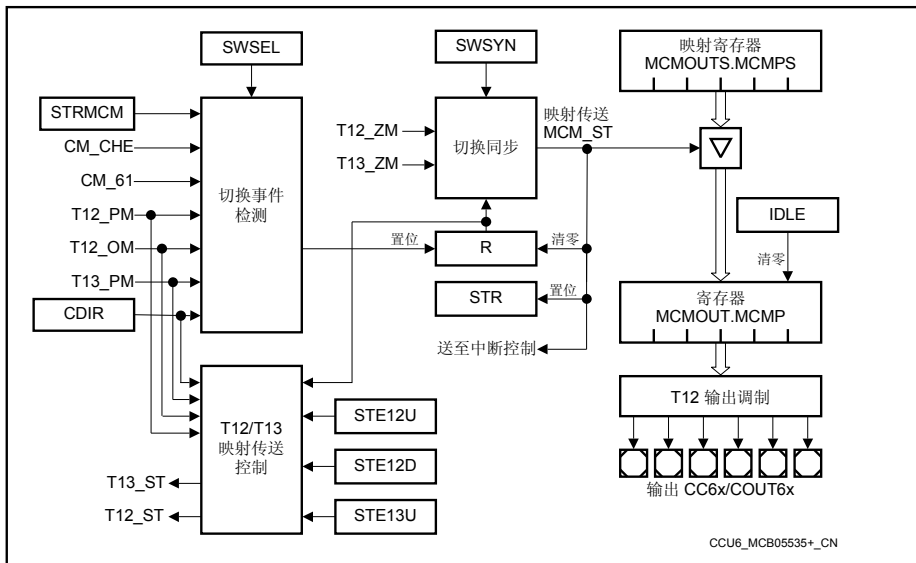 SWSEL
SWSYN
映射寄存器
MCMOUTS.MCMPS
STRMCM
CM_CHE
CM_61
T12_PM
T12_OM
T13_PM
CDIR
切换事件
检测
T12_ZM
T13_ZM
切换同步
映射传送
MCM_ST
IDLE
清零
置位
R
清零
STR
置位
送至中断控制
寄存器
MCMOUT.MCMP
T12 输出调制
T12/T13
映射传送
控制
STE12U
STE12D
STE13U
T13_ST
T12_ST
输出 CC6x/COUT6x
CCU6_MCB05535+_CN